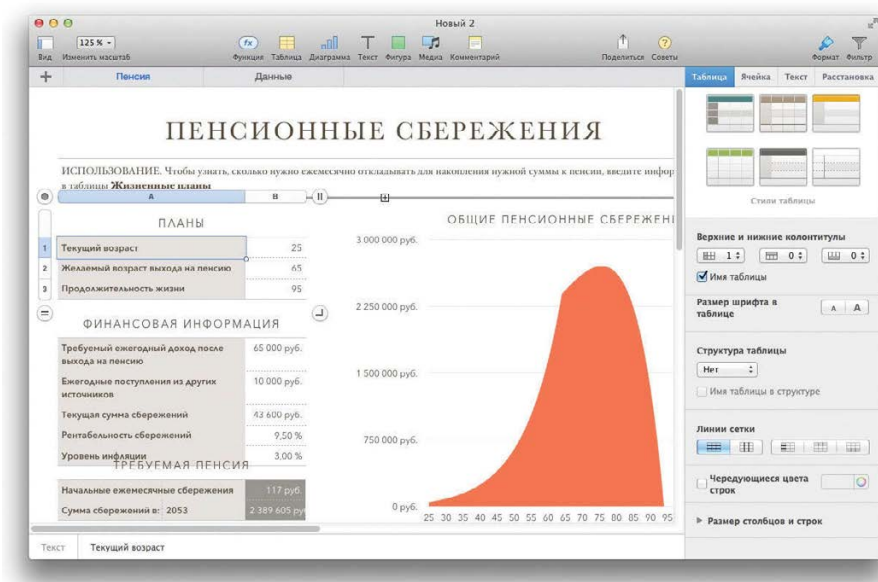 Новый 2
125 %
Вид Изменить масштаб Функция Таблица Диаграмма Текст Фигура Медиа Комментарий Поделиться Советы Формат Фильтр
Пенсия Данные
Таблица Ячейка Текст Расстановка
ПЕНСИОННЫЕ СБЕРЕЖЕНИЯ
ИСПОЛЬЗОВАНИЕ. Чтобы узнать, сколько нужно ежемесячно откладывать для накопления нужной суммы к пенсии, введите инфор
в таблицы Жизненные планы
A B
ПЛАНЫ
1 Текущий возраст 25
2 Желаемый возраст выхода на пенсию 65
3 Продолжительность жизни 95
ФИНАНСОВАЯ ИНФОРМАЦИЯ
Требуемый ежегодный доход после 65 000 руб.
выхода на пенсию
Ежегодные поступления из других 10 000 руб.
источников
Текущая сумма сбережений 43 600 руб.
Рентабельность сбережений 9,50 %
Уровень инфляции 3,00 %
ТРЕБУЕМАЯ ПЕНСИЯ
Начальные ежемесячные сбережения 117 руб.
Сумма сбережений в: 2053 2 389 605 ру
ОБЩИЕ ПЕНСИОННЫЕ СБЕРЕЖЕНИ
3 000 000 руб.
2 250 000 руб.
1 500 000 руб.
750 000 руб.
0 руб.
25 30 35 40 45 50 55 60 65 70 75 80 85 90 95
Стили таблицы
Верхние и нижние колонтитулы
1 0 0
Имя таблицы
Размер шрифта в
таблице
A A
Структура таблицы
Нет
Имя таблицы в структуре
Линии сетки
Чередующиеся цвета
строк
Размер столбцов и строк
Текст Текущий возраст